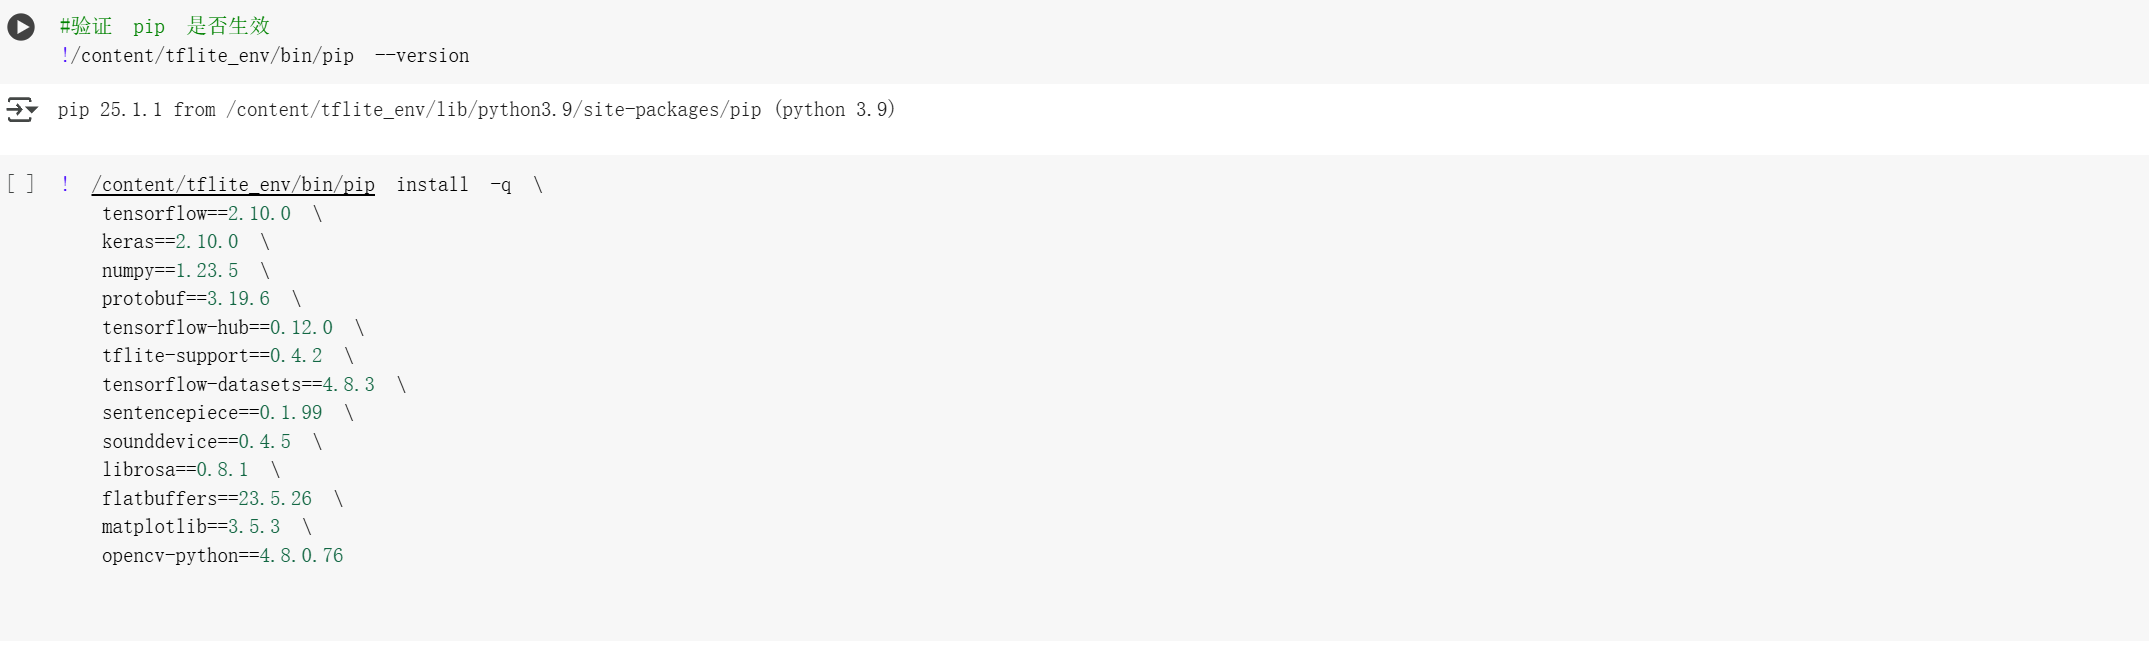 #验证 pip 是否生效
!/content/tflite_env/bin/pip --version
pip 25.1.1 from /content/tflite_env/lib/python3.9/site-packages/pip (python 3.9)
[ ] ! /content/tflite_env/bin/pip install -q \
tensorflow==2.10.0 \
keras==2.10.0 \
numpy==1.23.5 \
protobuf==3.19.6 \
tensorflow-hub==0.12.0 \
tflite-support==0.4.2 \
tensorflow-datasets==4.8.3 \
sentencepiece==0.1.99 \
sounddevice==0.4.5 \
librosa==0.8.1 \
flatbuffers==23.5.26 \
matplotlib==3.5.3 \
opencv-python==4.8.0.76